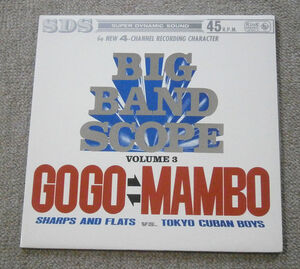 SDS
SUPER DYNAMIC SOUND
45 R.P.M.
by NEW 4-CHANNEL RECORDING CHARACTER
BIG
BAND
SCOPE
VOLUME 3
GOGO⇌MAMBO
SHARPS AND FLATS vs. TOKYO CUBAN BOYS